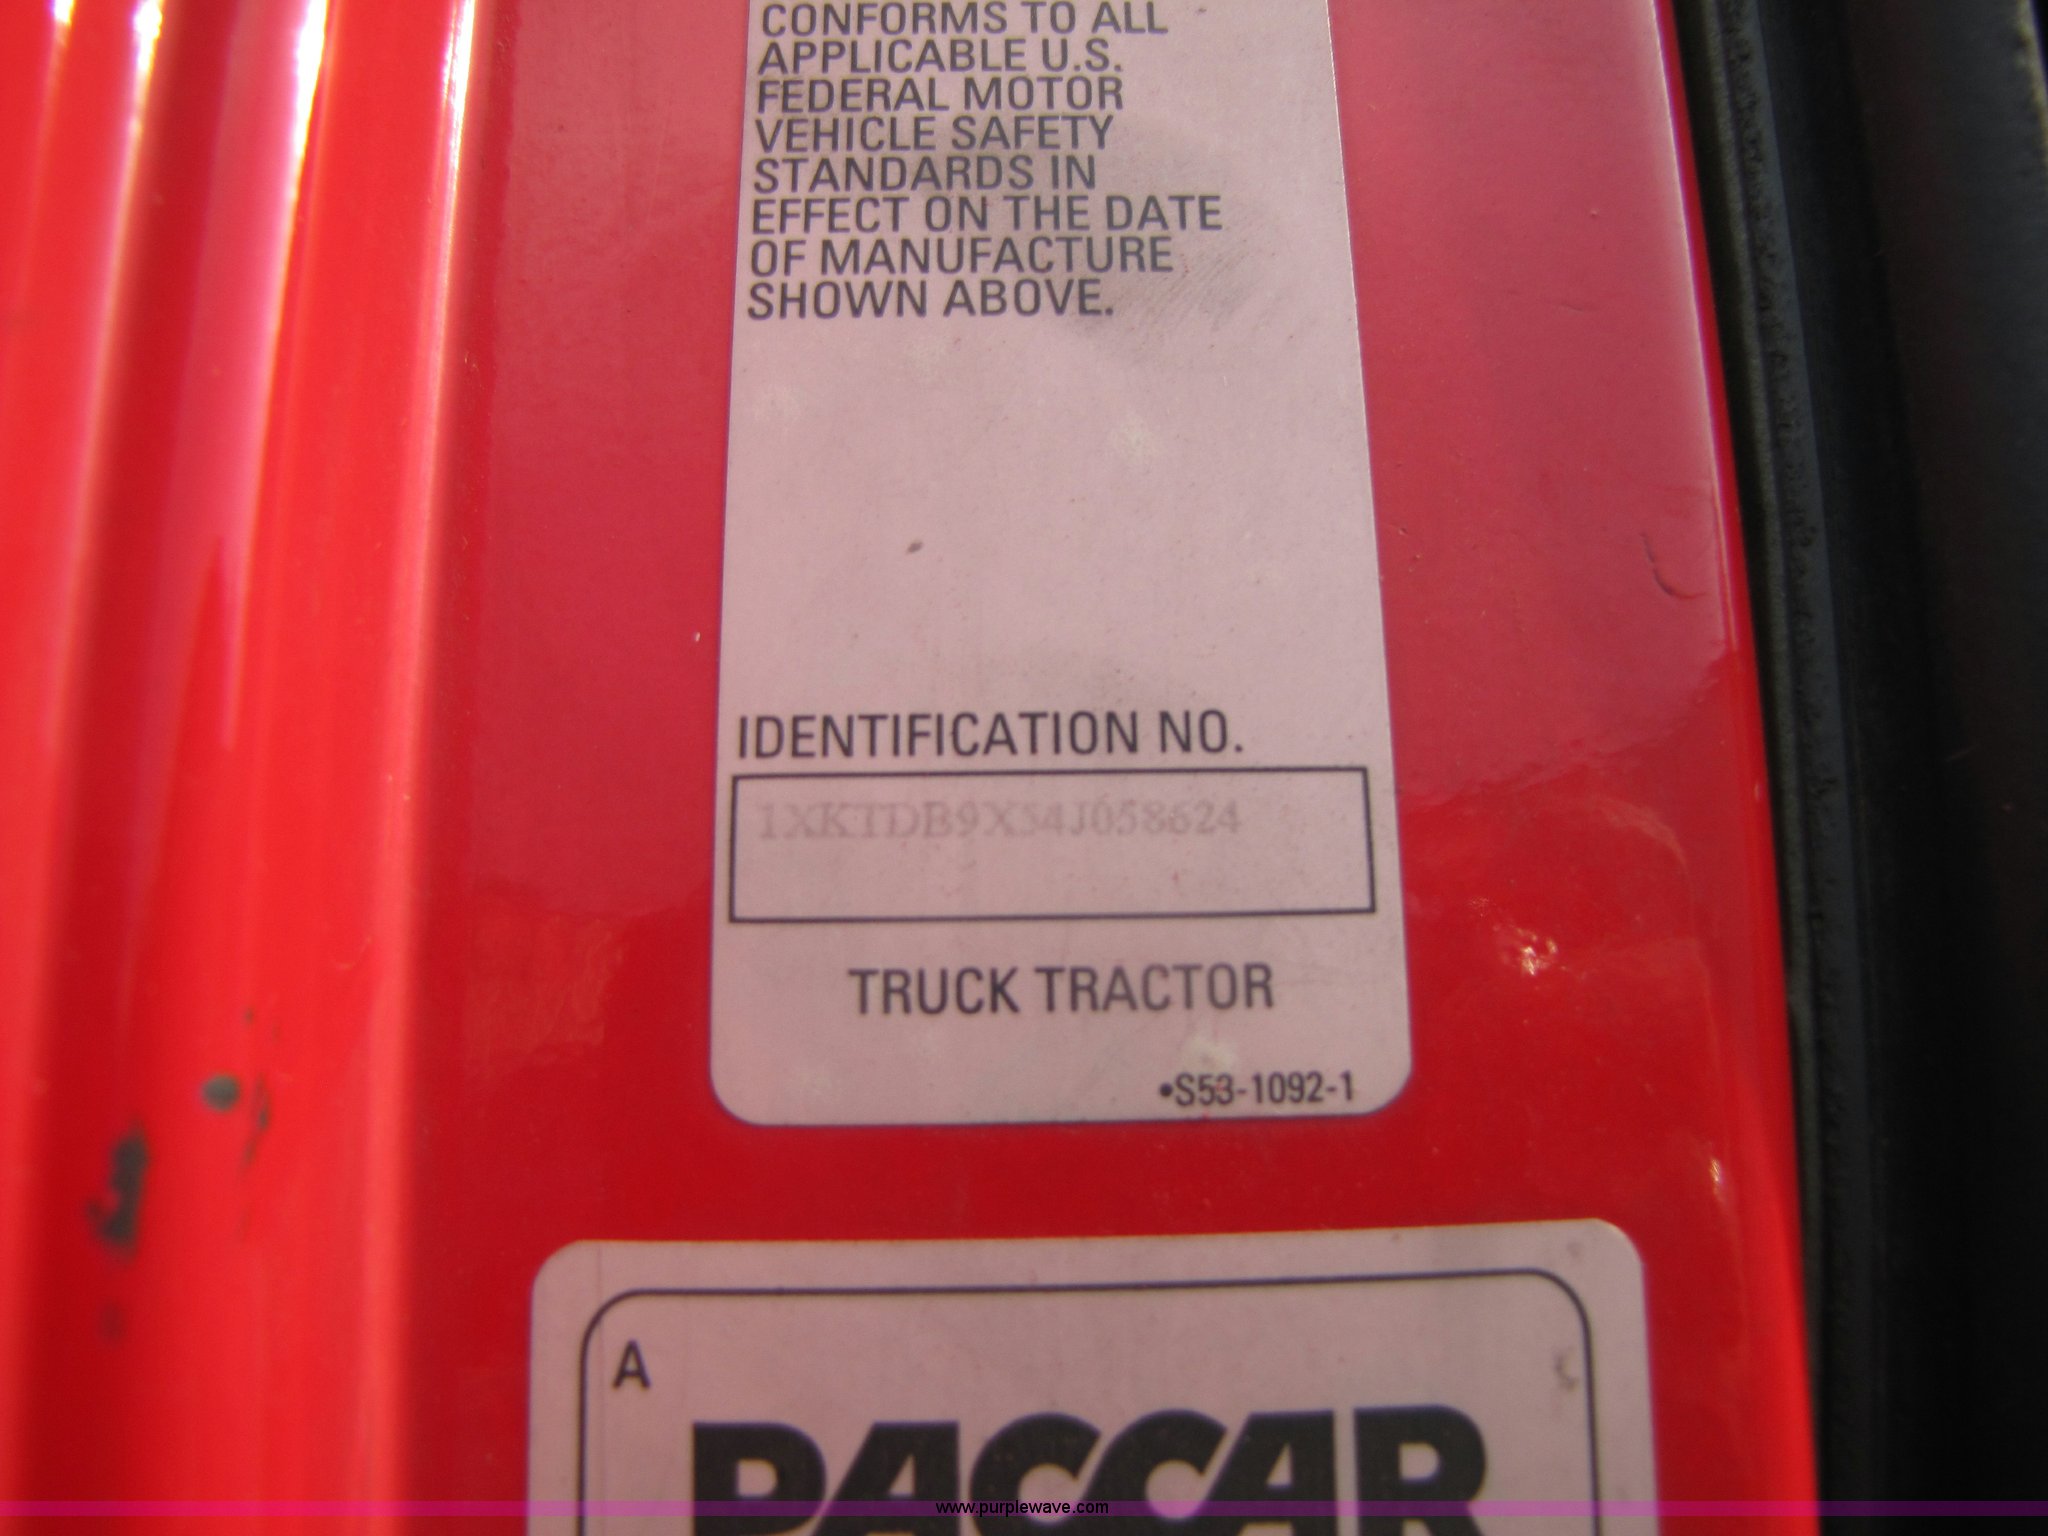 CONFORMS TO ALL
APPLICABLE U.S.
FEDERAL MOTOR
VEHICLE SAFETY
STANDARDS IN
EFFECT ON THE DATE
OF MANUFACTURE
SHOWN ABOVE.
IDENTIFICATION NO.
1XKTDB9X54J058624
TRUCK TRACTOR
•S53-1092-1
A
PACCAR
www.purplewave.com